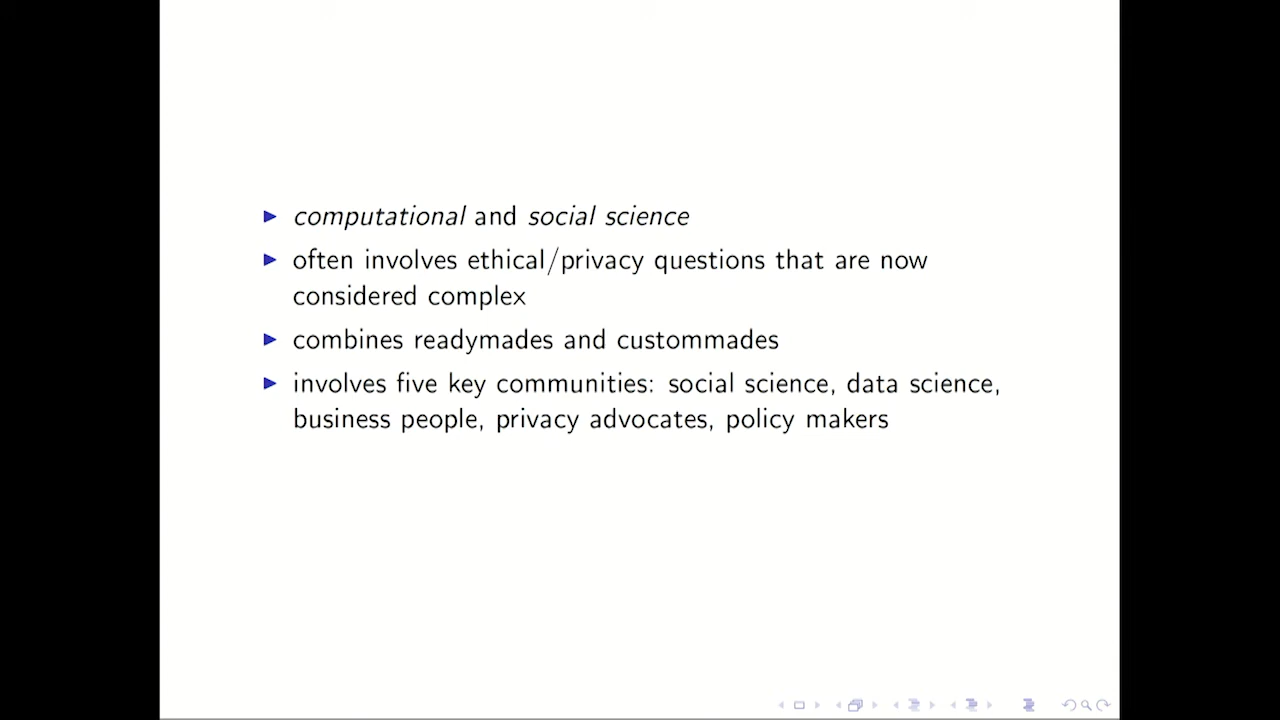 computational and social science
often involves ethical/privacy questions that are now
considered complex
combines readymades and custommades
involves five key communities: social science, data science,
business people, privacy advocates, policy makers